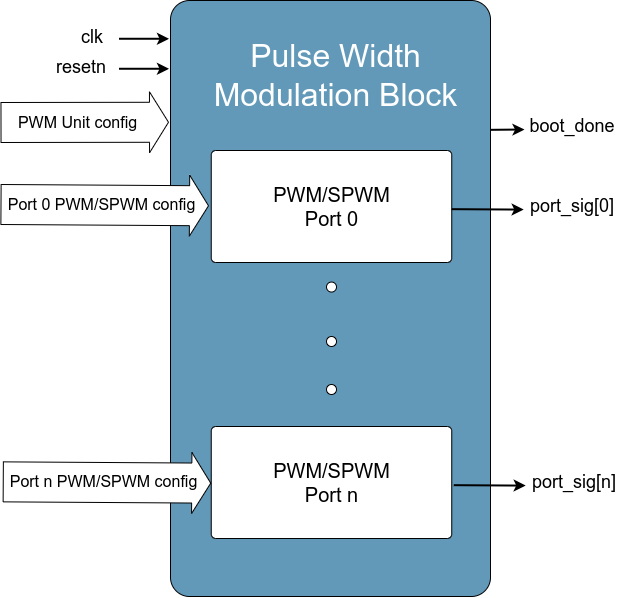 clk
resetn
PWM Unit config
Port 0 PWM/SPWM config
Port n PWM/SPWM config
Pulse Width
Modulation Block
PWM/SPWM
Port 0
PWM/SPWM
Port n
boot_done
port_sig[0]
port_sig[n]